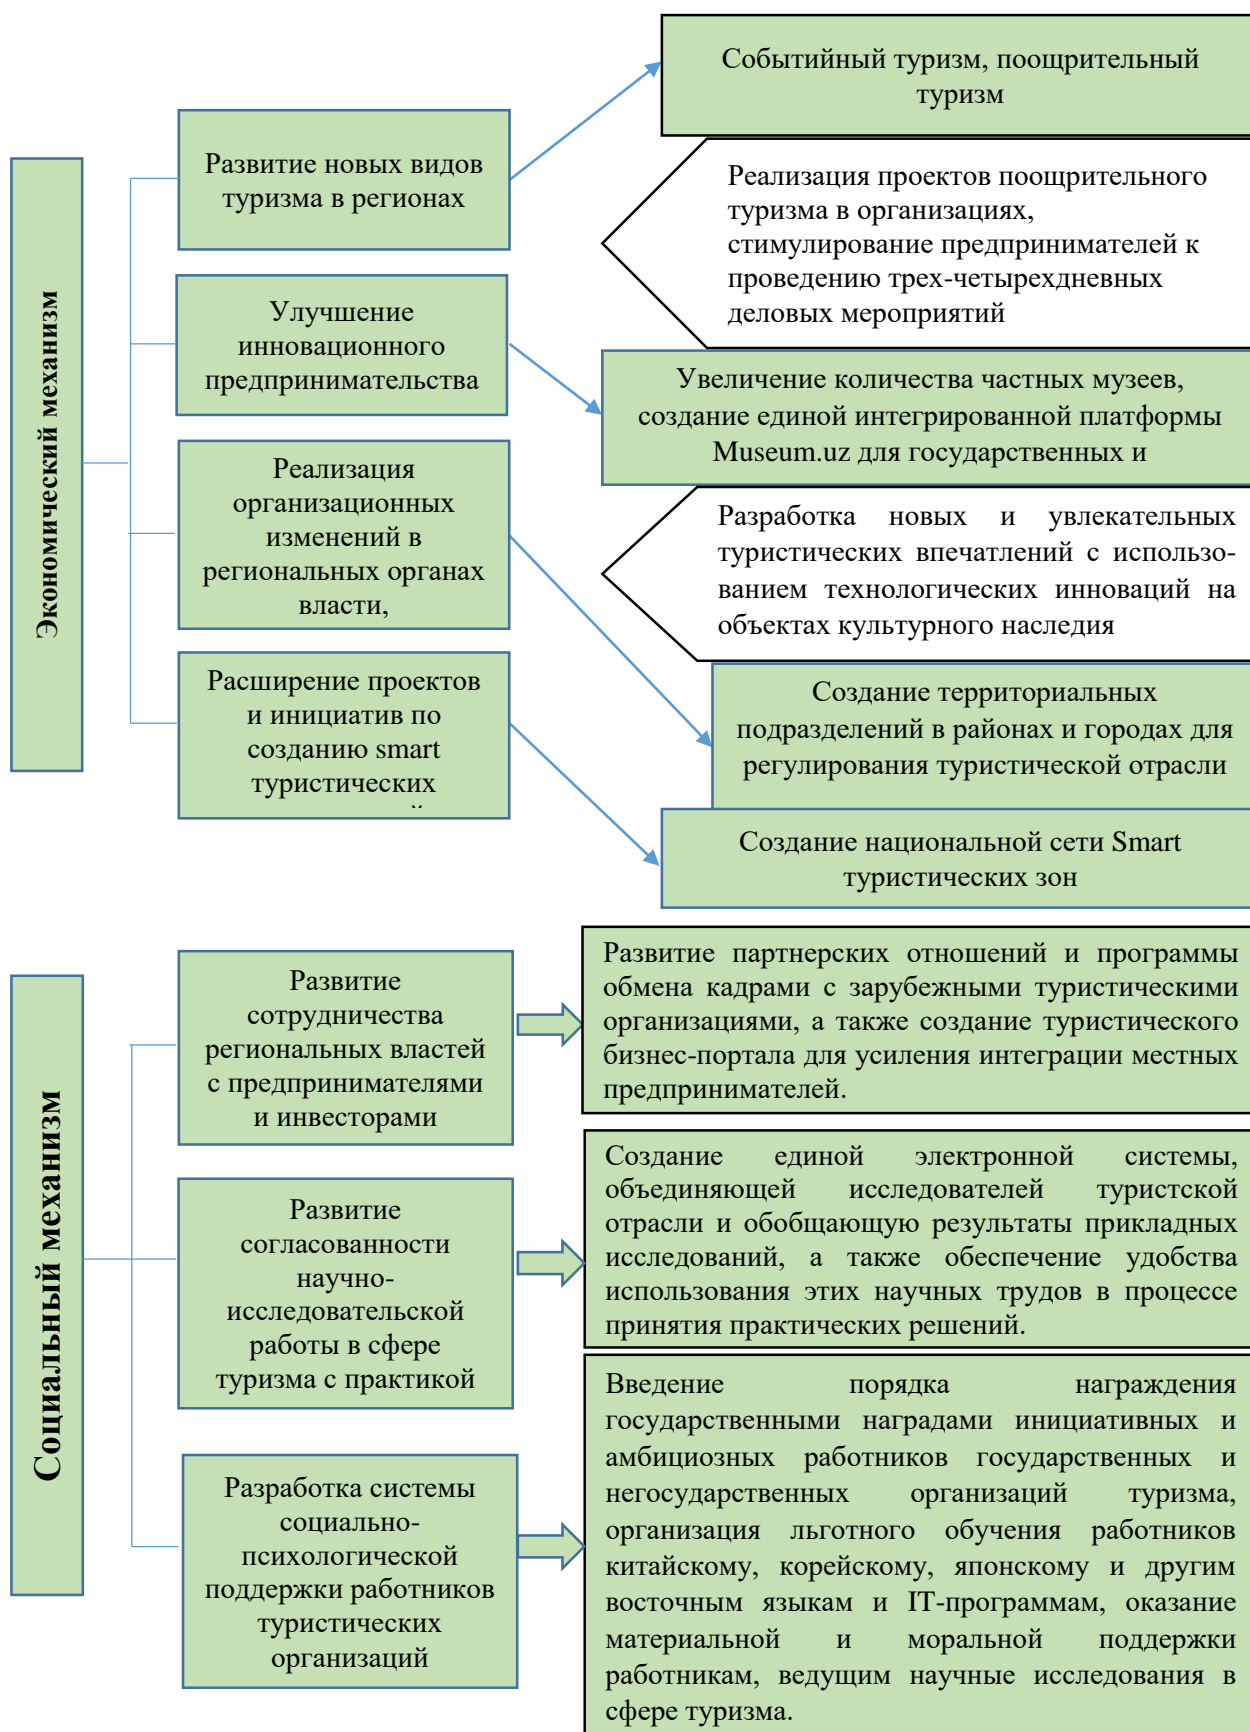 Экономический механизм
Развитие новых видов
туризма в регионах
Улучшение
инновационного
предпринимательства
Реализация
организационных
изменений в
региональных органах
власти,
Расширение проектов
и инициатив по
созданию smart
туристических
Событийный туризм, поощрительный
туризм
Реализация проектов поощрительного
туризма в организациях,
стимулирование предпринимателей к
проведению трех-четырехдневных
деловых мероприятий
Увеличение количества частных музеев,
создание единой интегрированной платформы
Museum.uz для государственных и
Разработка новых и увлекательных
туристических впечатлений с использо-
ванием технологических инноваций на
объектах культурного наследия
Создание территориальных
подразделений в районах и городах для
регулирования туристической отрасли
Создание национальной сети Smart
туристических зон
Социальный механизм
Развитие
сотрудничества
региональных властей
с предпринимателями
и инвесторами
Развитие
согласованности
научно-
исследовательской
работы в сфере
туризма с практикой
Разработка системы
социально-
психологической
поддержки работников
туристических
организаций
Развитие партнерских отношений и программы
обмена кадрами с зарубежными туристическими
организациями, а также создание туристического
бизнес-портала для усиления интеграции местных
предпринимателей.
Создание единой электронной системы,
объединяющей исследователей туристской
отрасли и обобщающую результаты прикладных
исследований, а также обеспечение удобства
использования этих научных трудов в процессе
принятия практических решений.
Введение порядка награждения
государственными наградами инициативных и
амбициозных работников государственных и
негосударственных организаций туризма,
организация льготного обучения работников
китайскому, корейскому, японскому и другим
восточным языкам и IT-программам, оказание
материальной и моральной поддержки
работникам, ведущим научные исследования в
сфере туризма.